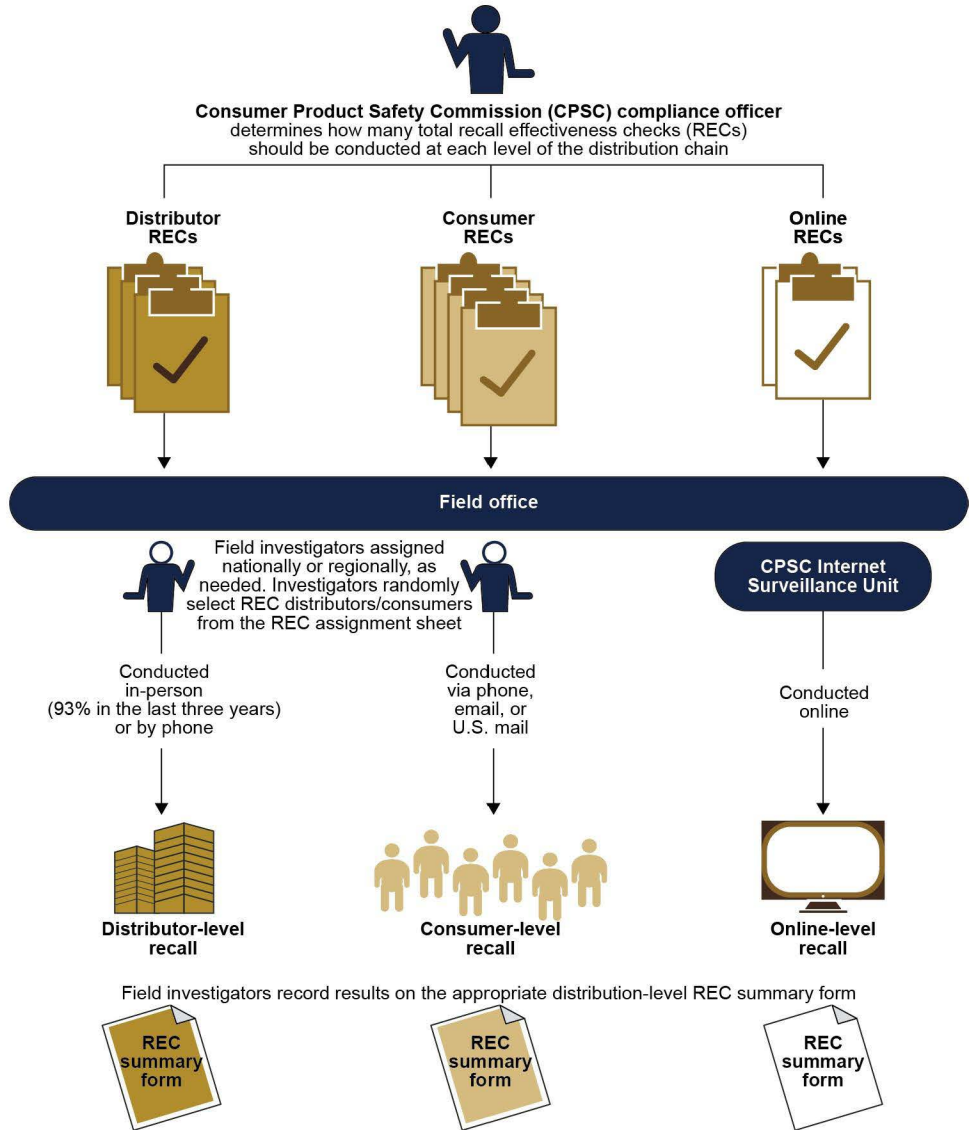 Consumer Product Safety Commission (CPSC) compliance officer
determines how many total recall effectiveness checks (RECs)
should be conducted at each level of the distribution chain
Distributor
RECs
Consumer
RECs
Online
RECs
Field office
Field investigators assigned
nationally or regionally, as
needed. Investigators randomly
select REC distributors/consumers
from the REC assignment sheet
CPSC Internet
Surveillance Unit
Conducted
in-person
(93% in the last three years)
or by phone
Conducted
via phone,
email, or
U.S. mail
Conducted
online
Distributor-level
recall
Consumer-level
recall
Online-level
recall
Field investigators record results on the appropriate distribution-level REC summary form
REC
summary
form
REC
summary
form
REC
summary
form